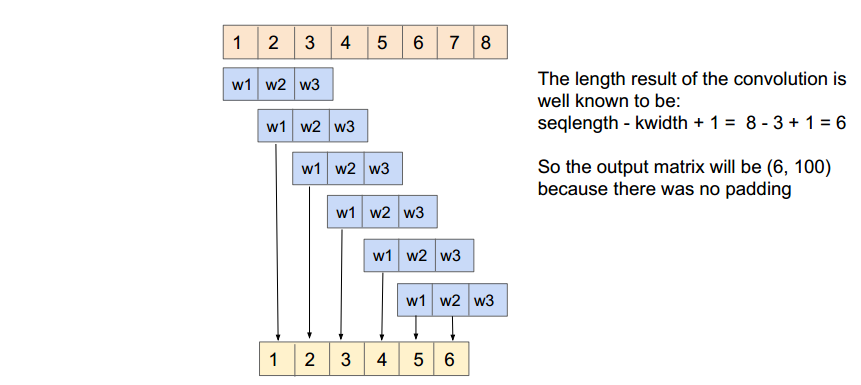 1 2 3 4 5 6 7 8
w1 w2 w3
w1 w2 w3
w1 w2 w3
w1 w2 w3
w1 w2 w3
w1 w2 w3
1 2 3 4 5 6
The length result of the convolution is
well known to be:
seqlength - kwidth + 1 = 8 - 3 + 1 = 6
So the output matrix will be (6, 100)
because there was no padding